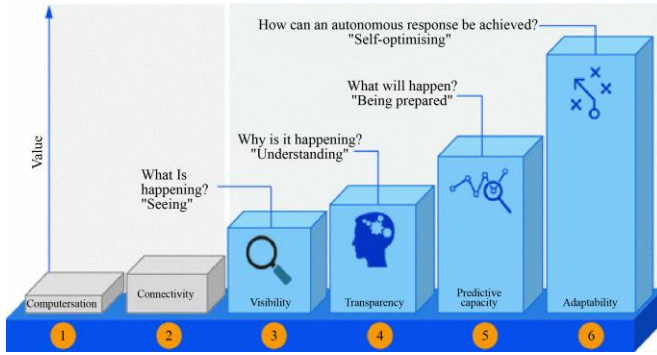 How can an autonomous response be achieved?
"Self-optimising"
What will happen?
"Being prepared"
Why is it happening?
"Understanding"
What Is
happening?
"Seeing"
Value
Computersation
Connectivity
Visibility
Transparency
Predictive
capacity
Adaptability
1
2
3
4
5
6